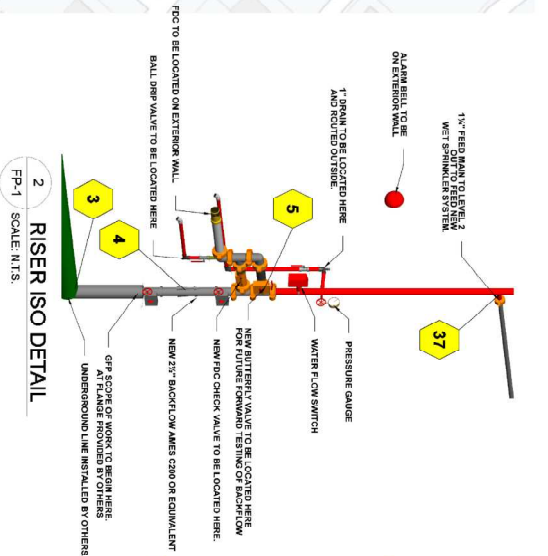 1½" FEED MAIN TO LEVEL 2
OUT TO FEED NEW
WET SPRINKLER SYSTEM.
ALARM BELL TO BE
ON EXTERIOR WALL
1" DRAIN TO BE LOCATED HERE
AND ROUTED OUTSIDE.
BALL DRIP VALVE TO BE LOCATED HERE
FDC TO BE LOCATED ON EXTERIOR WALL
37
5
4
3
PRESSURE GAUGE
WATER FLOW SWITCH
NEW BUTTERFLY VALVE TO BE LOCATED HERE
FOR FUTURE FORWARD TESTING OF BACKFLOW
NEW FDC CHECK VALVE TO BE LOCATED HERE.
NEW 2½" BACKFLOW AMES C200 OR EQUIVALENT
GFP SCOPE OF WORK TO BEGIN HERE.
AT FLANGE PROVIDED BY OTHERS
UNDERGROUND LINE INSTALLED BY OTHERS
2
FP-1
RISER ISO DETAIL
SCALE: N.T.S.